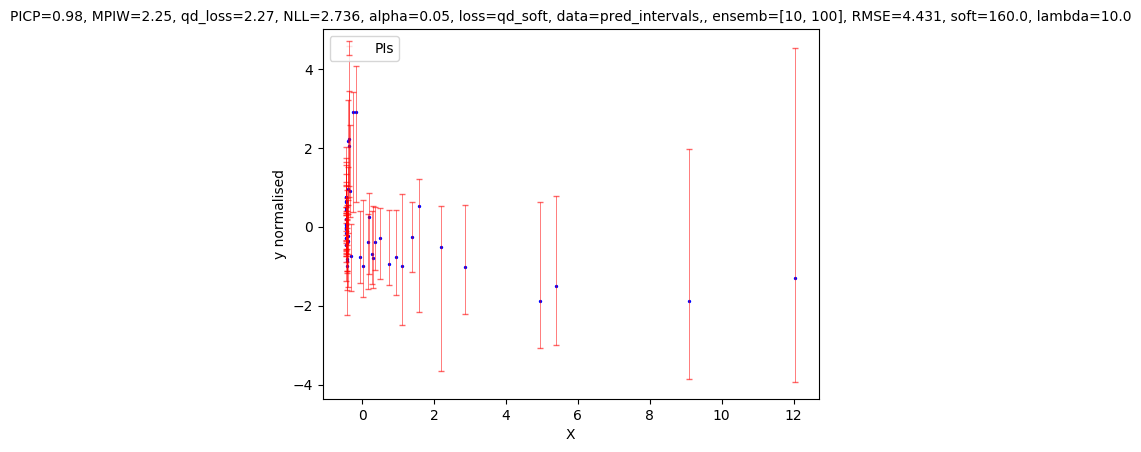 PICP=0.98, MPIW=2.25, qd_loss=2.27, NLL=2.736, alpha=0.05, loss=qd_soft, data=pred_intervals,, ensemb=[10, 100], RMSE=4.431, soft=160.0, lambda=10.0
PIs
4
2
0
−2
−4
y normalised
0 2 4 6 8 10 12
X